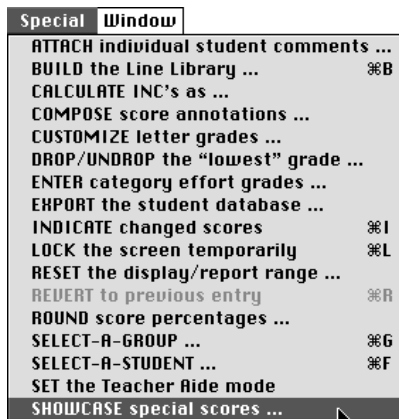 Special Window
ATTACH individual student comments ...
BUILD the Line Library ... ⌘B
CALCULATE INC's as ...
COMPOSE score annotations ...
CUSTOMIZE letter grades ...
DROP/UNDROP the “lowest” grade ...
ENTER category effort grades ...
EXPORT the student database ...
INDICATE changed scores ⌘I
LOCK the screen temporarily ⌘L
RESET the display/report range ...
REVERT to previous entry ⌘R
ROUND score percentages ...
SELECT-A-GROUP ... ⌘G
SELECT-A-STUDENT ... ⌘F
SET the Teacher Aide mode
SHOWCASE special scores ...